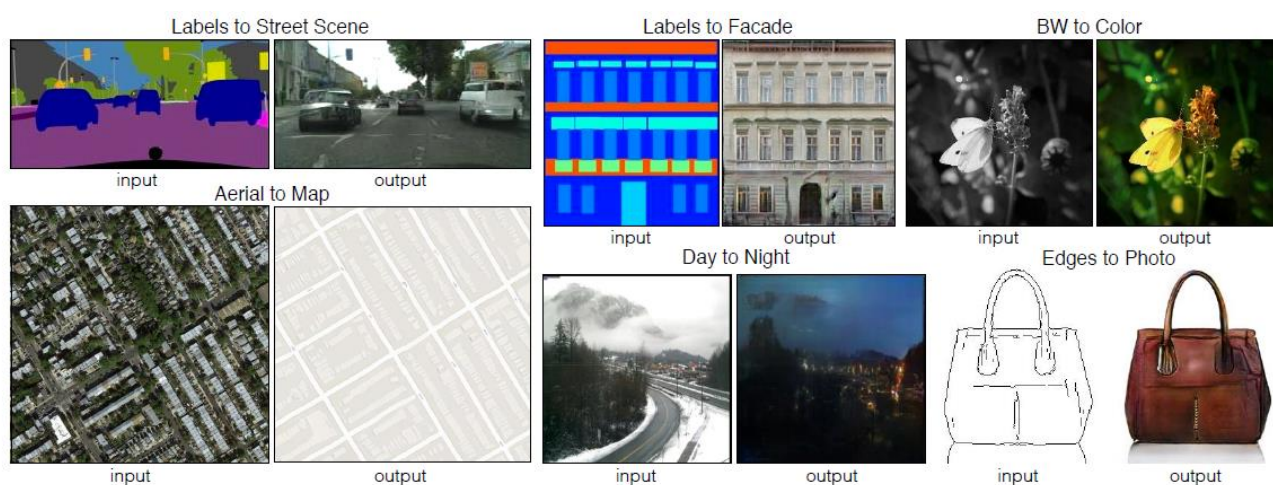 Labels to Street Scene
input
output
Aerial to Map
input
output
Labels to Facade
input
output
BW to Color
input
output
Day to Night
input
output
Edges to Photo
input
output